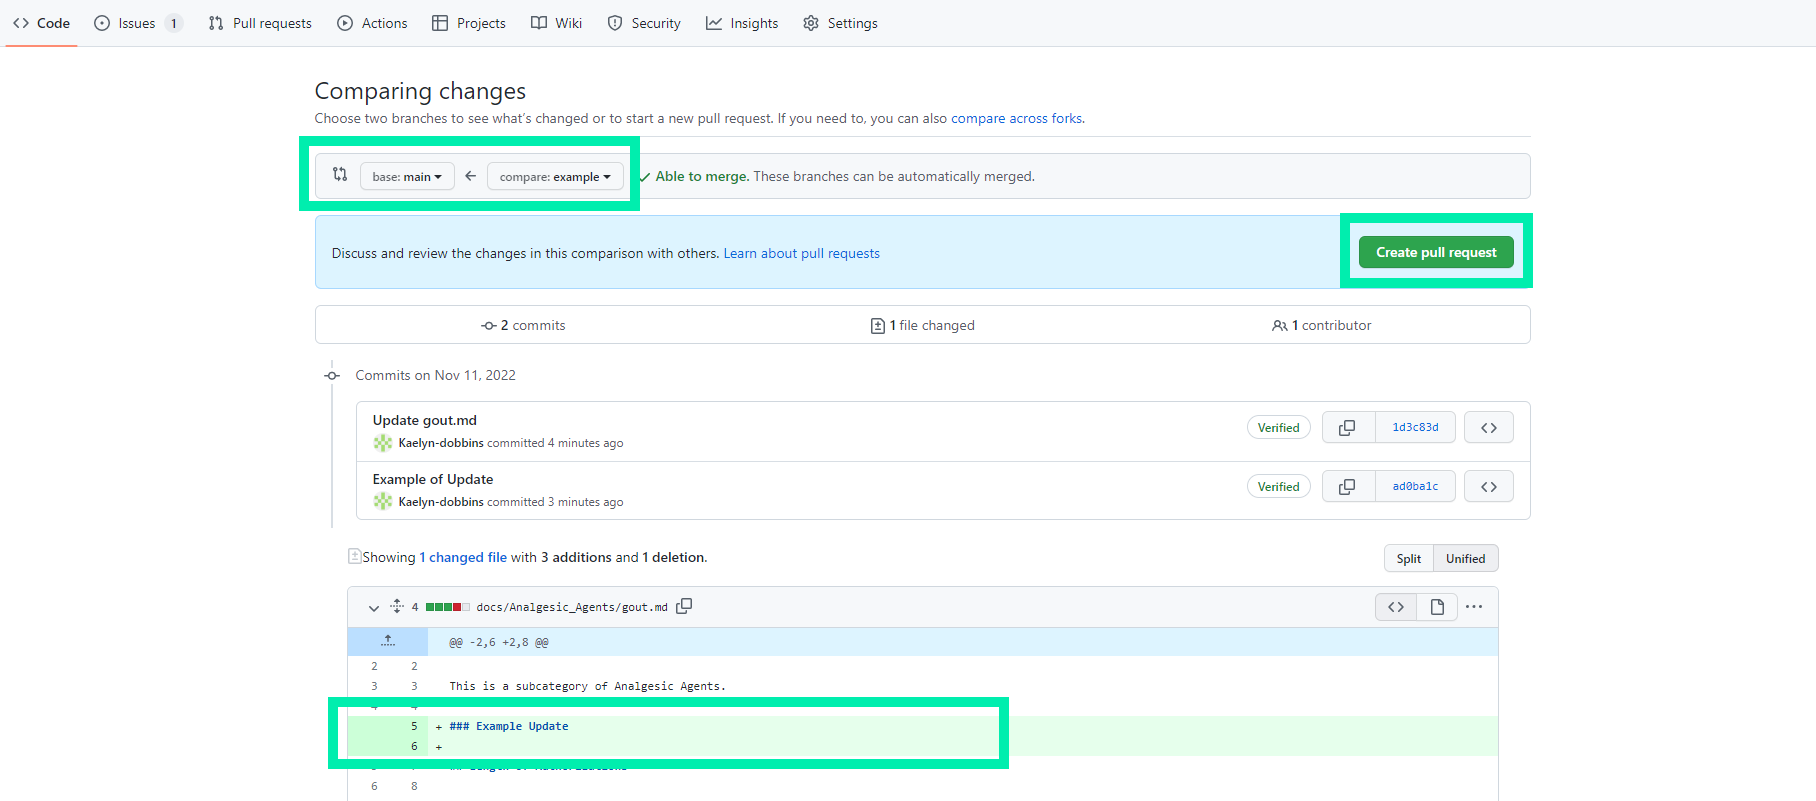 Code Issues 1 Pull requests Actions Projects Wiki Security Insights Settings
Comparing changes
Choose two branches to see what's changed or to start a new pull request. If you need to, you can also compare across forks.
base: main compare: example Able to merge. These branches can be automatically merged.
Discuss and review the changes in this comparison with others. Learn about pull requests Create pull request
2 commits 1 file changed 1 contributor
Commits on Nov 11, 2022
Update gout.md
Kaelyn-dobbins committed 4 minutes ago
Verified 1d3c83d
Example of Update
Kaelyn-dobbins committed 3 minutes ago
Verified ad0ba1c
Showing 1 changed file with 3 additions and 1 deletion. Split Unified
4 docs/Analgesic_Agents/gout.md
@@ -2,6 +2,8 @@
2 2
3 3 This is a subcategory of Analgesic Agents.
5 + ### Example Update
6 +
6 8